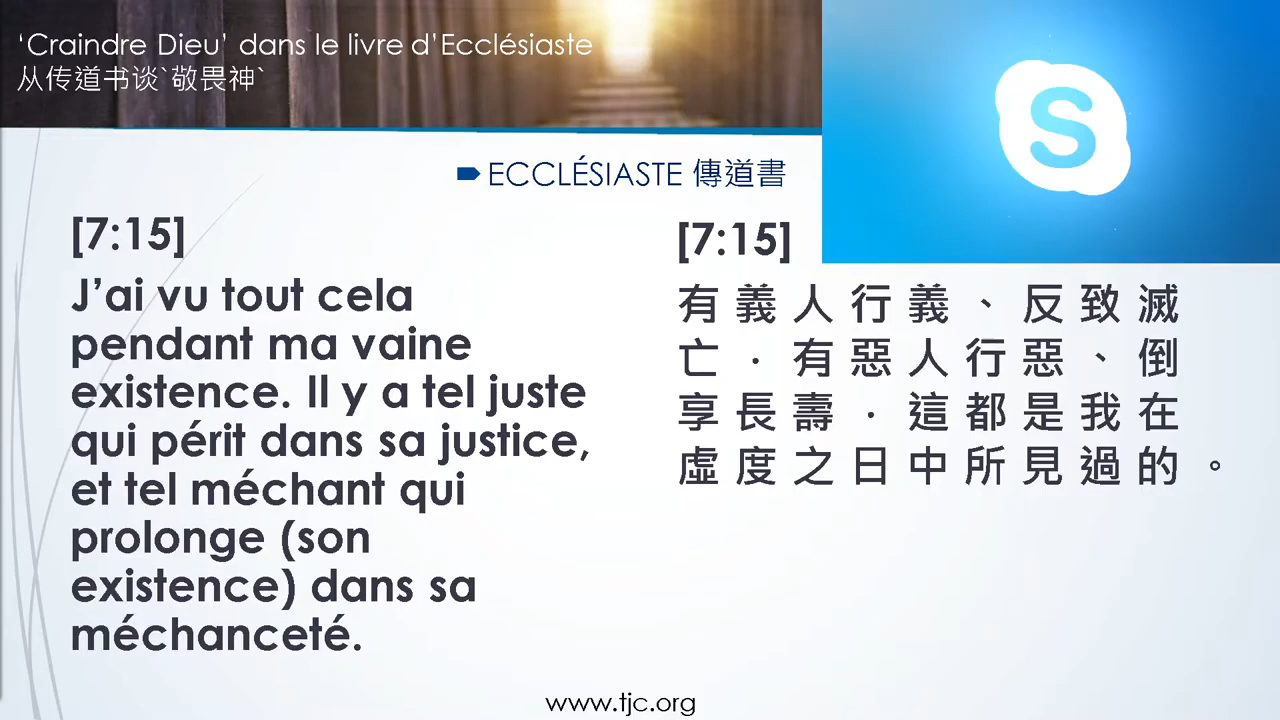 ‘Craindre Dieu’ dans le livre d’Ecclésiaste
从传道书谈`敬畏神`
ECCLÉSIASTE 傳道書
[7:15]
J’ai vu tout cela
pendant ma vaine
existence. Il y a tel juste
qui périt dans sa justice,
et tel méchant qui
prolonge (son
existence) dans sa
méchanceté.
[7:15]
有義人行義、反致滅
亡．有惡人行惡、倒
享長壽．這都是我在
虛度之日中所見過的。
www.tjc.org
S